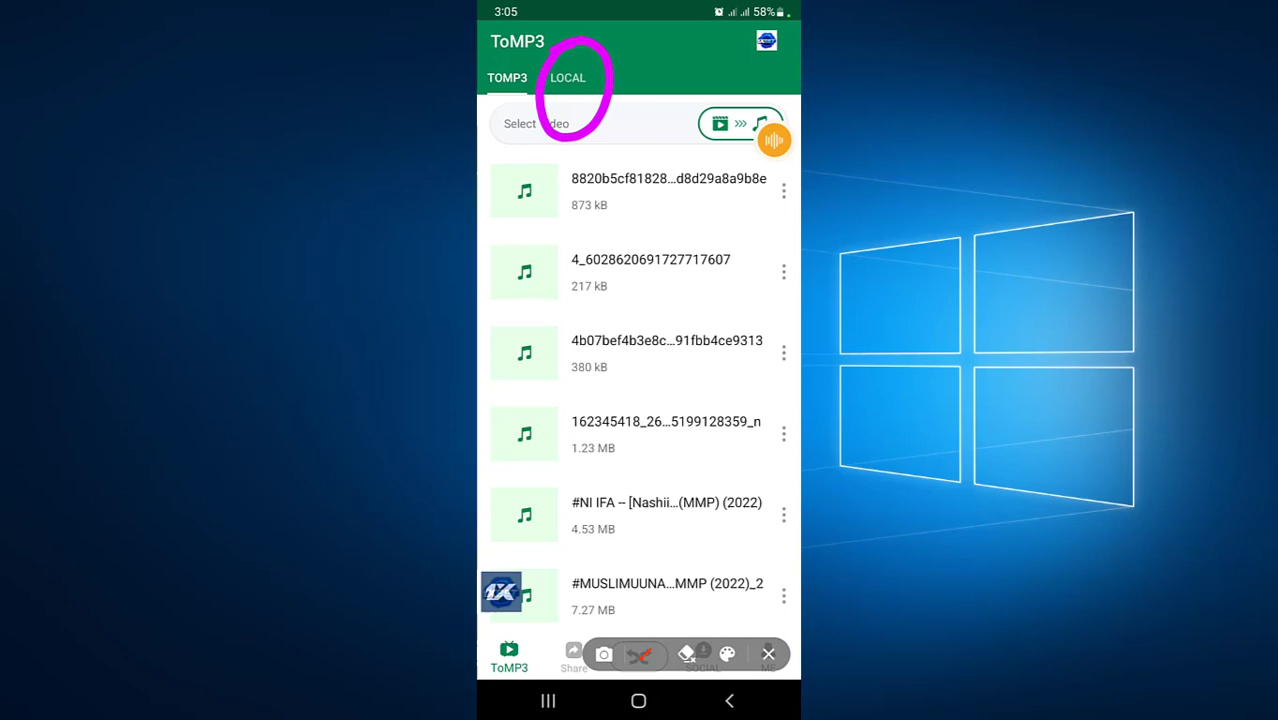 3:05
58%
ToMP3
TOMP3 LOCAL
Select
8820b5cf81828...d8d29a8a9b8e
873 kB
4_6028620691727717607
217 kB
4b07bef4b3e8c...91fbb4ce9313
380 kB
162345418_26...5199128359_n
1.23 MB
#NI IFA -- [Nashii...(MMP) (2022)
4.53 MB
#MUSLIMUUNA...MMP (2022)_2
7.27 MB
1X
ToMP3 Share SOCIAL ME